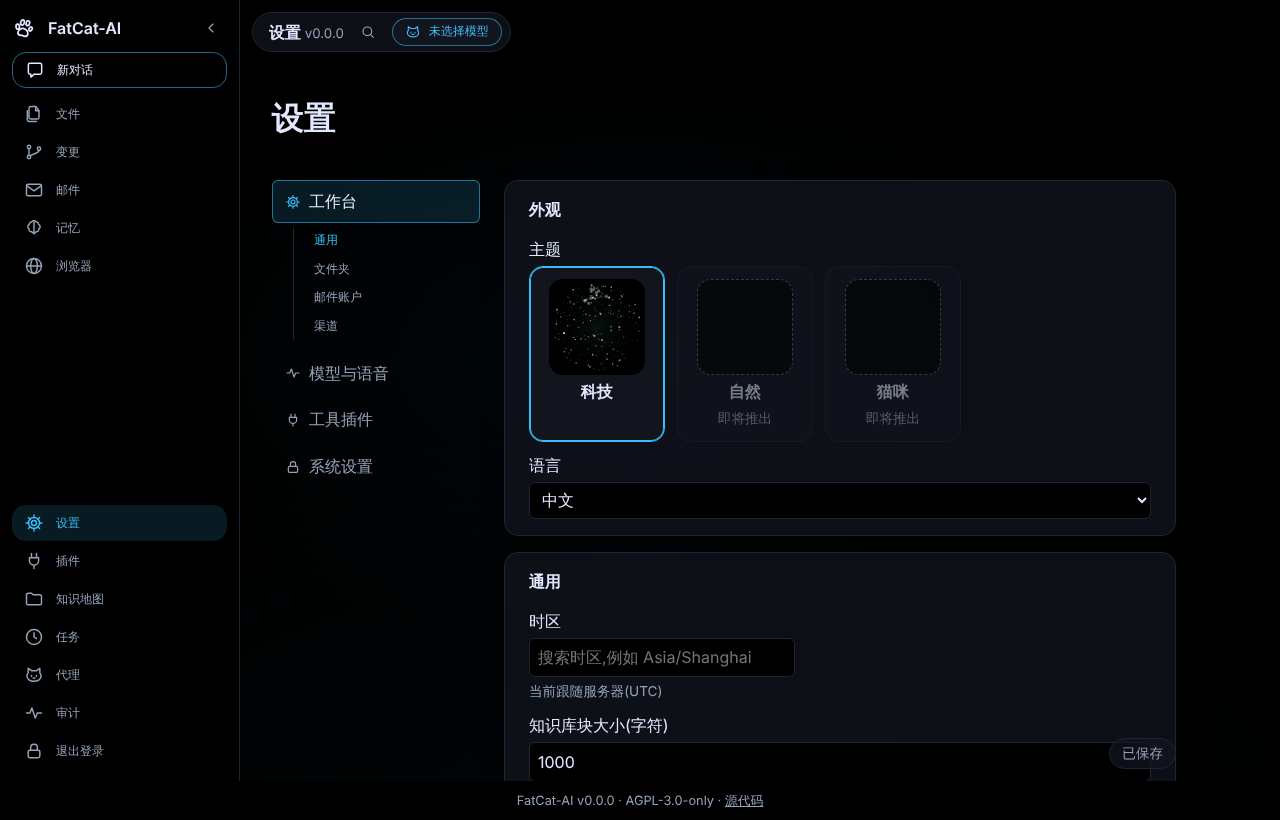 FatCat-AI
新对话
文件
变更
邮件
记忆
浏览器
设置
插件
知识地图
任务
代理
审计
退出登录
设置 v0.0.0
未选择模型
设置
工作台
通用
文件夹
邮件账户
渠道
模型与语音
工具插件
系统设置
外观
主题
科技
自然
即将推出
猫咪
即将推出
语言
中文
通用
时区
搜索时区,例如 Asia/Shanghai
当前跟随服务器(UTC)
知识库块大小(字符)
1000
已保存
FatCat-AI v0.0.0 · AGPL-3.0-only · 源代码